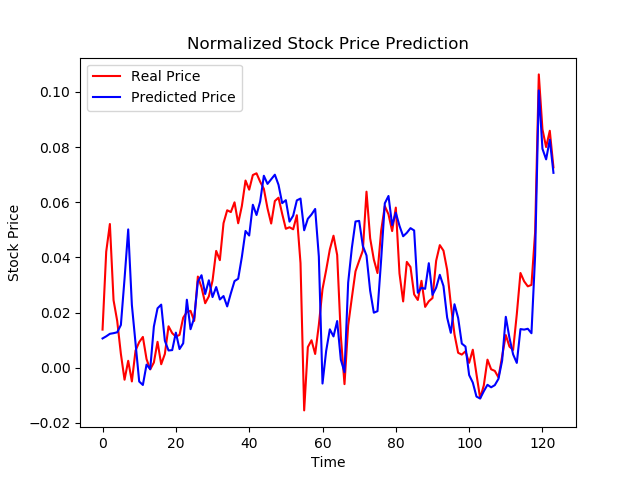 Normalized Stock Price Prediction
Real Price
Predicted Price
Stock Price
0.10
0.08
0.06
0.04
0.02
0.00
−0.02
0 20 40 60 80 100 120
Time